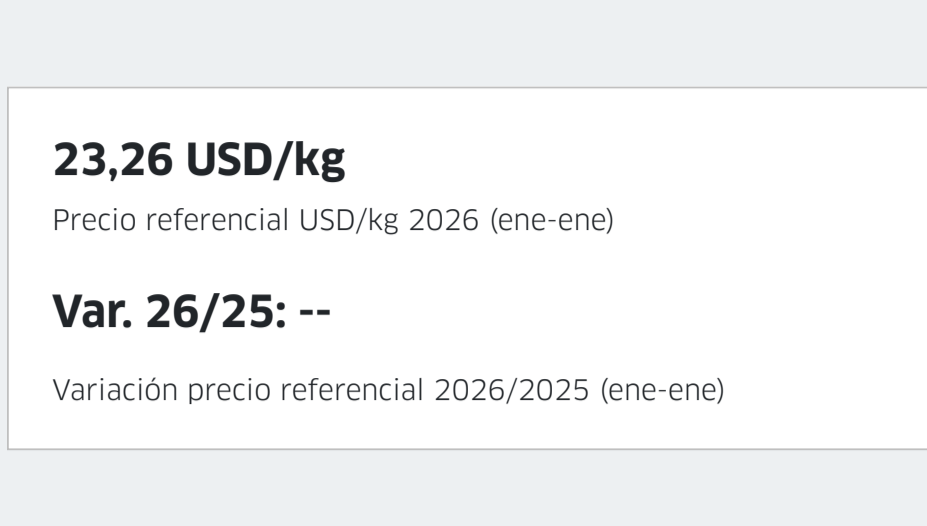 23,26 USD/kg
Precio referencial USD/kg 2026 (ene-ene)
Var. 26/25: --
Variación precio referencial 2026/2025 (ene-ene)